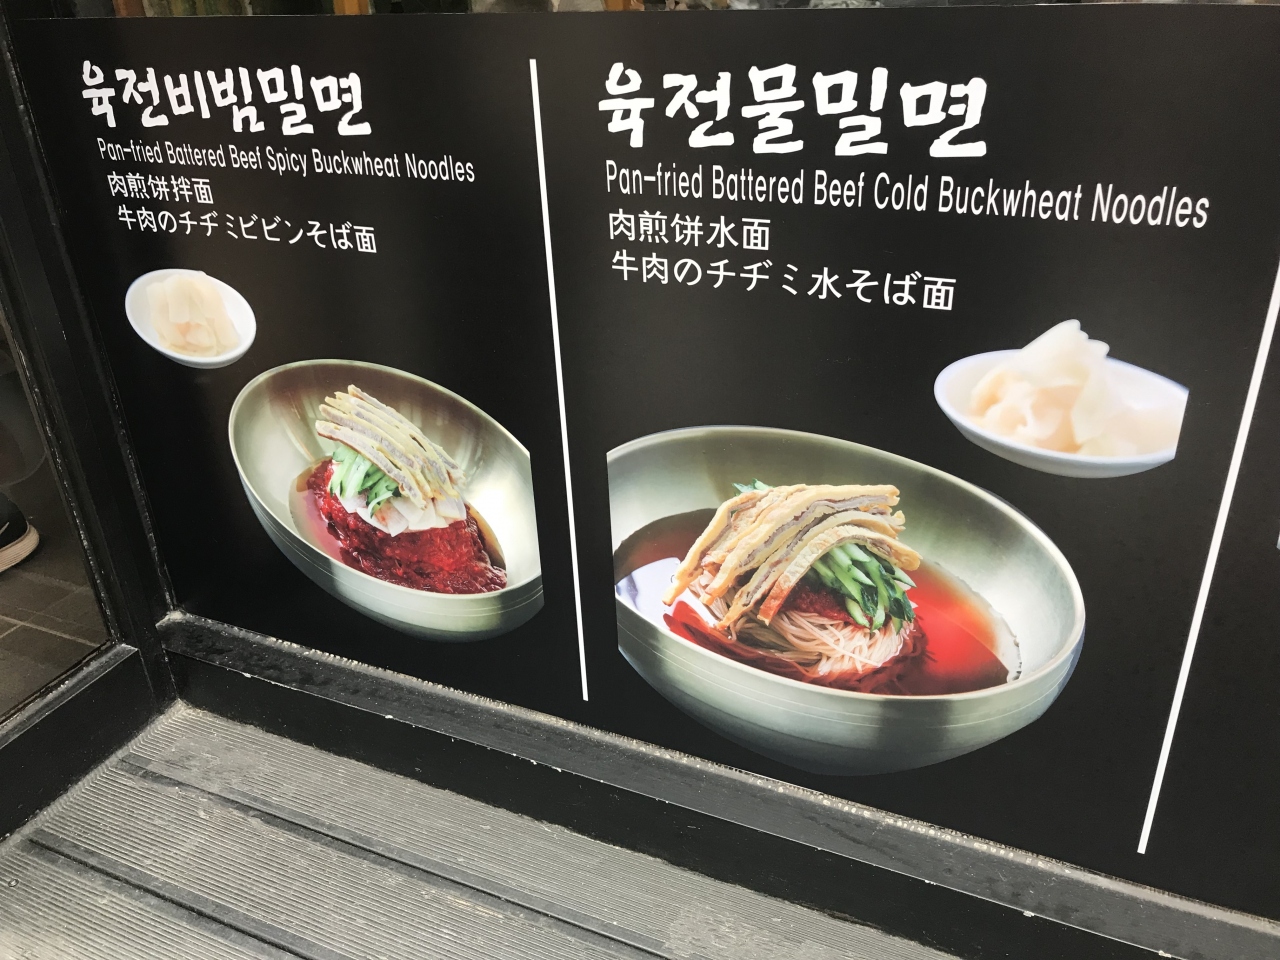 육전비빔밀면
Pan-fried Battered Beef Spicy Buckwheat Noodles
肉煎饼拌面
牛肉のチヂミビビンそば面
육전물밀면
Pan-fried Battered Beef Cold Buckwheat Noodles
肉煎饼水面
牛肉のチヂミ水そば面